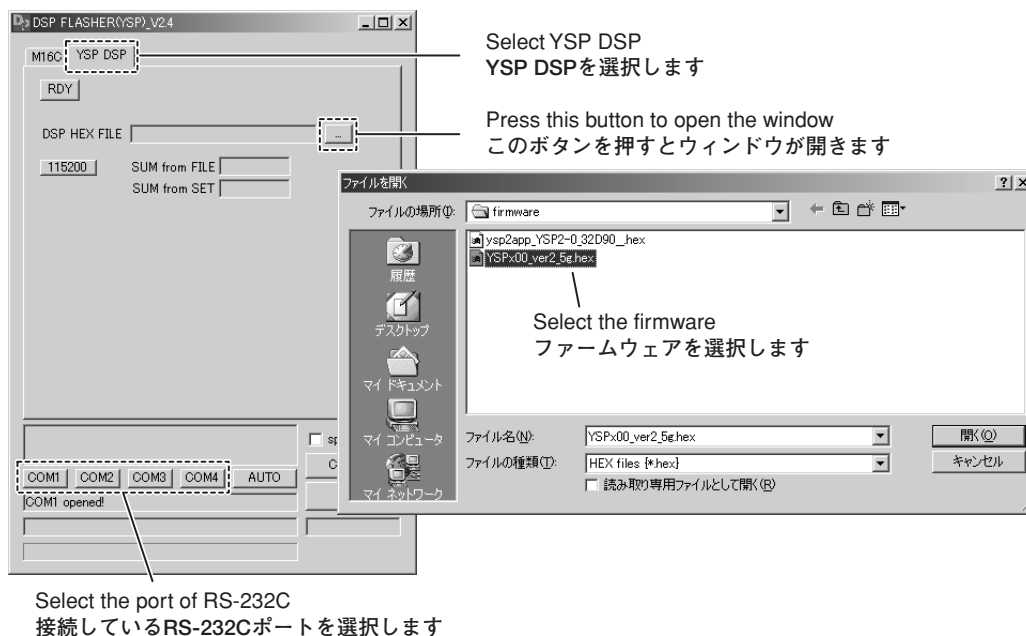 DSP FLASHER(YSP)_V2.4
M16C YSP DSP
Select YSP DSP
YSP DSPを選択します
RDY
Press this button to open the window
このボタンを押すとウィンドウが開きます
DSP HEX FILE ...
115200 SUM from FILE
SUM from SET
ファイルを開く
ファイルの場所(I): firmware
ysp2app_YSP2-0_32D90__.hex
YSPx00_ver2_5g.hex
履歴
デスクトップ
マイ ドキュメント
マイ コンピュータ
マイ ネットワーク
Select the firmware
ファームウェアを選択します
ファイル名(N): YSPx00_ver2_5g.hex 開く(O)
ファイルの種類(T): HEX files {*.hex} キャンセル
読み取り専用ファイルとして開く(R)
COM1 COM2 COM3 COM4 AUTO
COM1 opened!
Select the port of RS-232C
接続しているRS-232Cポートを選択します